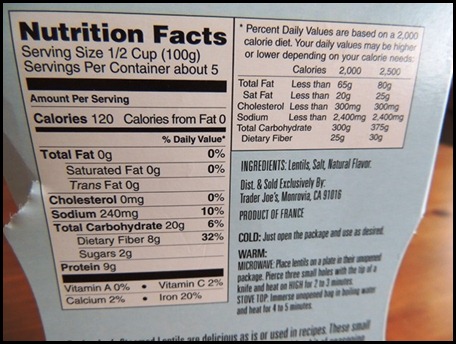 Nutrition Facts
Serving Size 1/2 Cup (100g)
Servings Per Container about 5
Amount Per Serving
Calories 120 Calories from Fat 0
% Daily Value*
Total Fat 0g 0%
Saturated Fat 0g 0%
Trans Fat 0g
Cholesterol 0mg 0%
Sodium 240mg 10%
Total Carbohydrate 20g 6%
Dietary Fiber 8g 32%
Sugars 2g
Protein 9g
Vitamin A 0% • Vitamin C 2%
Calcium 2% • Iron 20%
* Percent Daily Values are based on a 2,000
calorie diet. Your daily values may be higher
or lower depending on your calorie needs:
Calories 2,000 2,500
Total Fat Less than 65g 80g
Sat Fat Less than 20g 25g
Cholesterol Less than 300mg 300mg
Sodium Less than 2,400mg 2,400mg
Total Carbohydrate 300g 375g
Dietary Fiber 25g 30g
INGREDIENTS: Lentils, Salt, Natural Flavor.
Dist. & Sold Exclusively By:
Trader Joe's, Monrovia, CA 91016
PRODUCT OF FRANCE
COLD: Just open the package and use as desired.
WARM:
MICROWAVE: Place lentils on a plate in their unopened
package. Pierce three small holes with the tip of a
knife and heat on HIGH for 2 to 3 minutes.
STOVE TOP: Immerse unopened bag in boiling water
and heat for 4 to 5 minutes.
Steamed Lentils are delicious as is or used in recipes. These small